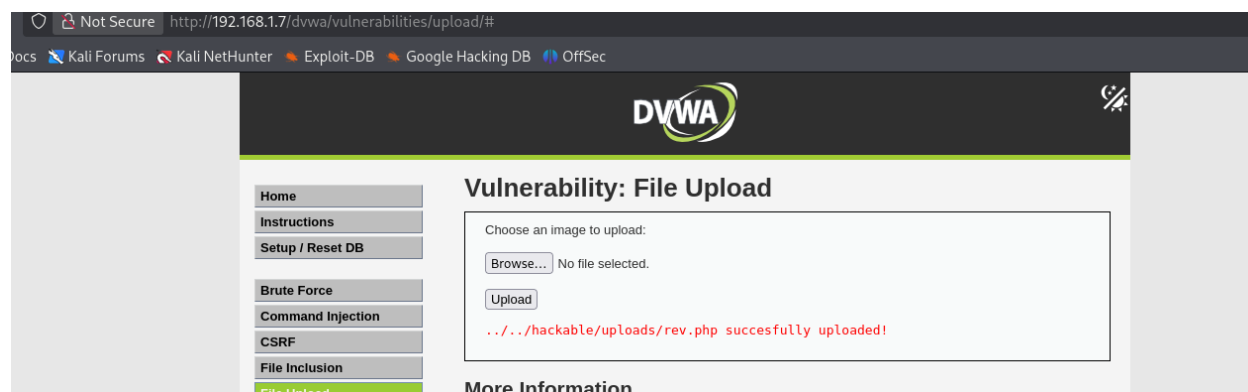 Not Secure http://192.168.1.7/dvwa/vulnerabilities/upload/#
Docs Kali Forums Kali NetHunter Exploit-DB Google Hacking DB OffSec
DVWA
Vulnerability: File Upload
Home
Instructions
Setup / Reset DB
Brute Force
Command Injection
CSRF
File Inclusion
File Upload
Choose an image to upload:
Browse... No file selected.
Upload
../../hackable/uploads/rev.php succesfully uploaded!
More Information